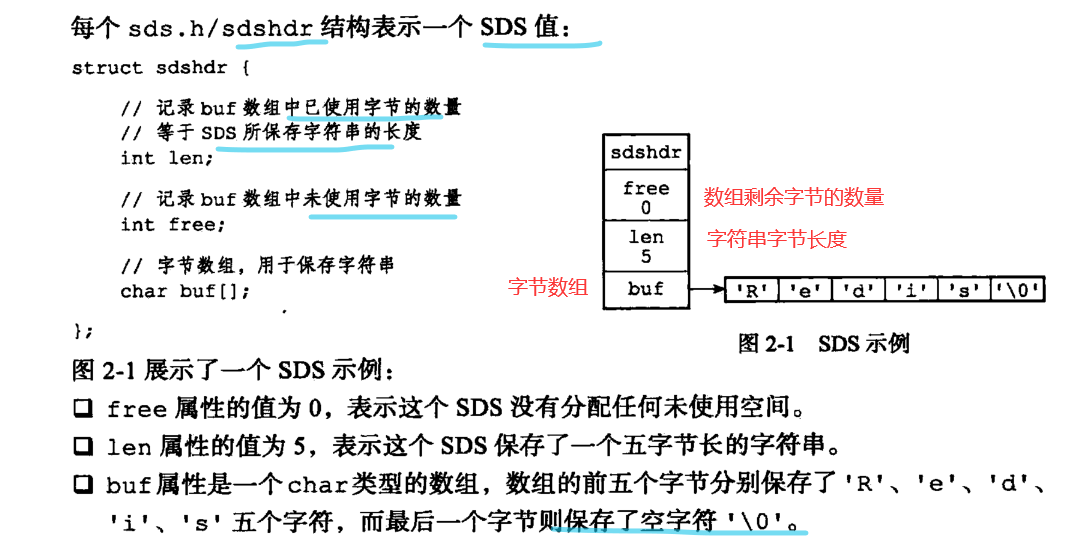 每个 sds.h/sdshdr 结构表示一个 SDS 值：
struct sdshdr {
// 记录 buf 数组中已使用字节的数量
// 等于 SDS 所保存字符串的长度
int len;
// 记录 buf 数组中未使用字节的数量
int free;
// 字节数组，用于保存字符串
char buf[];
};
sdshdr
free
0
数组剩余字节的数量
len
5
字符串字节长度
字节数组
buf
'R' 'e' 'd' 'i' 's' '\0'
图 2-1 SDS 示例
图 2-1 展示了一个 SDS 示例：
❏ free 属性的值为 0，表示这个 SDS 没有分配任何未使用空间。
❏ len 属性的值为 5，表示这个 SDS 保存了一个五字节长的字符串。
❏ buf 属性是一个 char 类型的数组，数组的前五个字节分别保存了 'R'、'e'、'd'、
'i'、's' 五个字符，而最后一个字节则保存了空字符 '\0'。